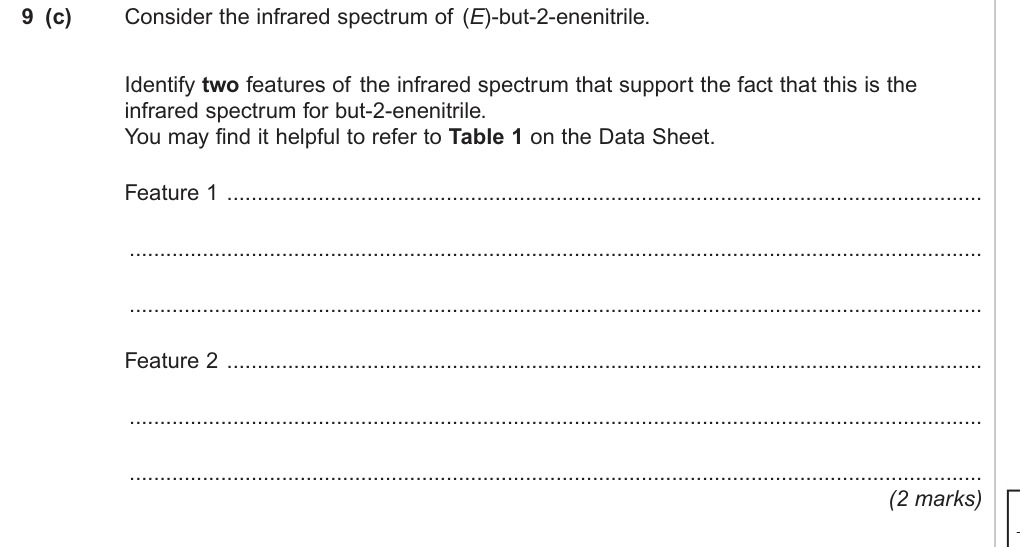 9 (c) Consider the infrared spectrum of (E)-but-2-enenitrile.
Identify two features of the infrared spectrum that support the fact that this is the
infrared spectrum for but-2-enenitrile.
You may find it helpful to refer to Table 1 on the Data Sheet.
Feature 1 ................................................................................
................................................................................
................................................................................
Feature 2 ................................................................................
................................................................................
................................................................................
(2 marks)